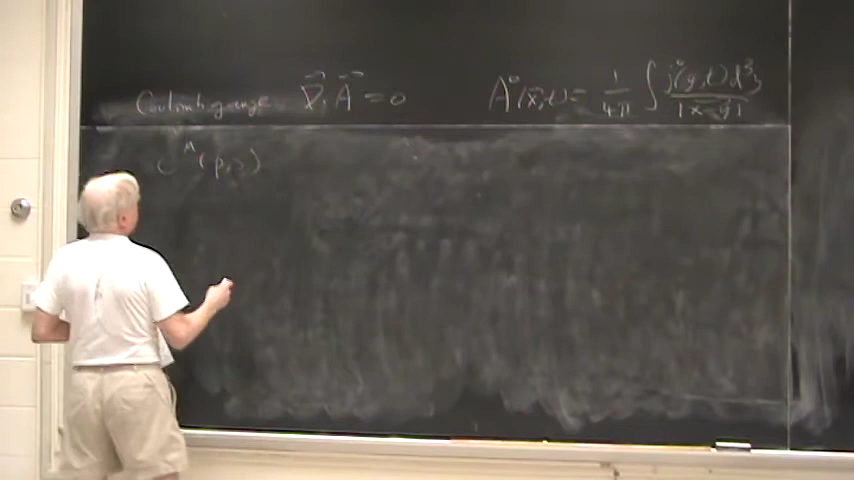 Coulomb gauge ∇⃗·A⃗ = 0 A⁰(x⃗,t) = 1/4π ∫ j⁰(y,t)d³y / |x⃗-y⃗|
(p,s)